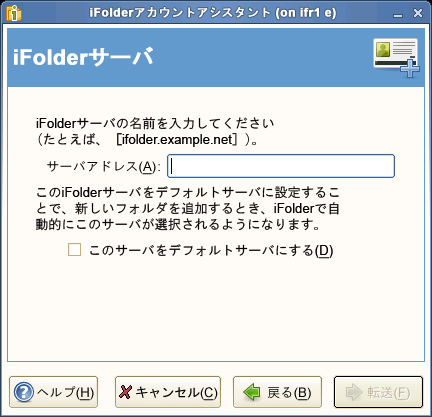 iFolderアカウントアシスタント (on ifr1 e)
iFolderサーバ
iFolderサーバの名前を入力してください
(たとえば、[ifolder.example.net])。
サーバアドレス(A):
このiFolderサーバをデフォルトサーバに設定するこ
とで、新しいフォルダを追加するとき、iFolderで自
動的にこのサーバが選択されるようになります。
このサーバをデフォルトサーバにする(D)
ヘルプ(H) キャンセル(C) 戻る(B) 転送(F)